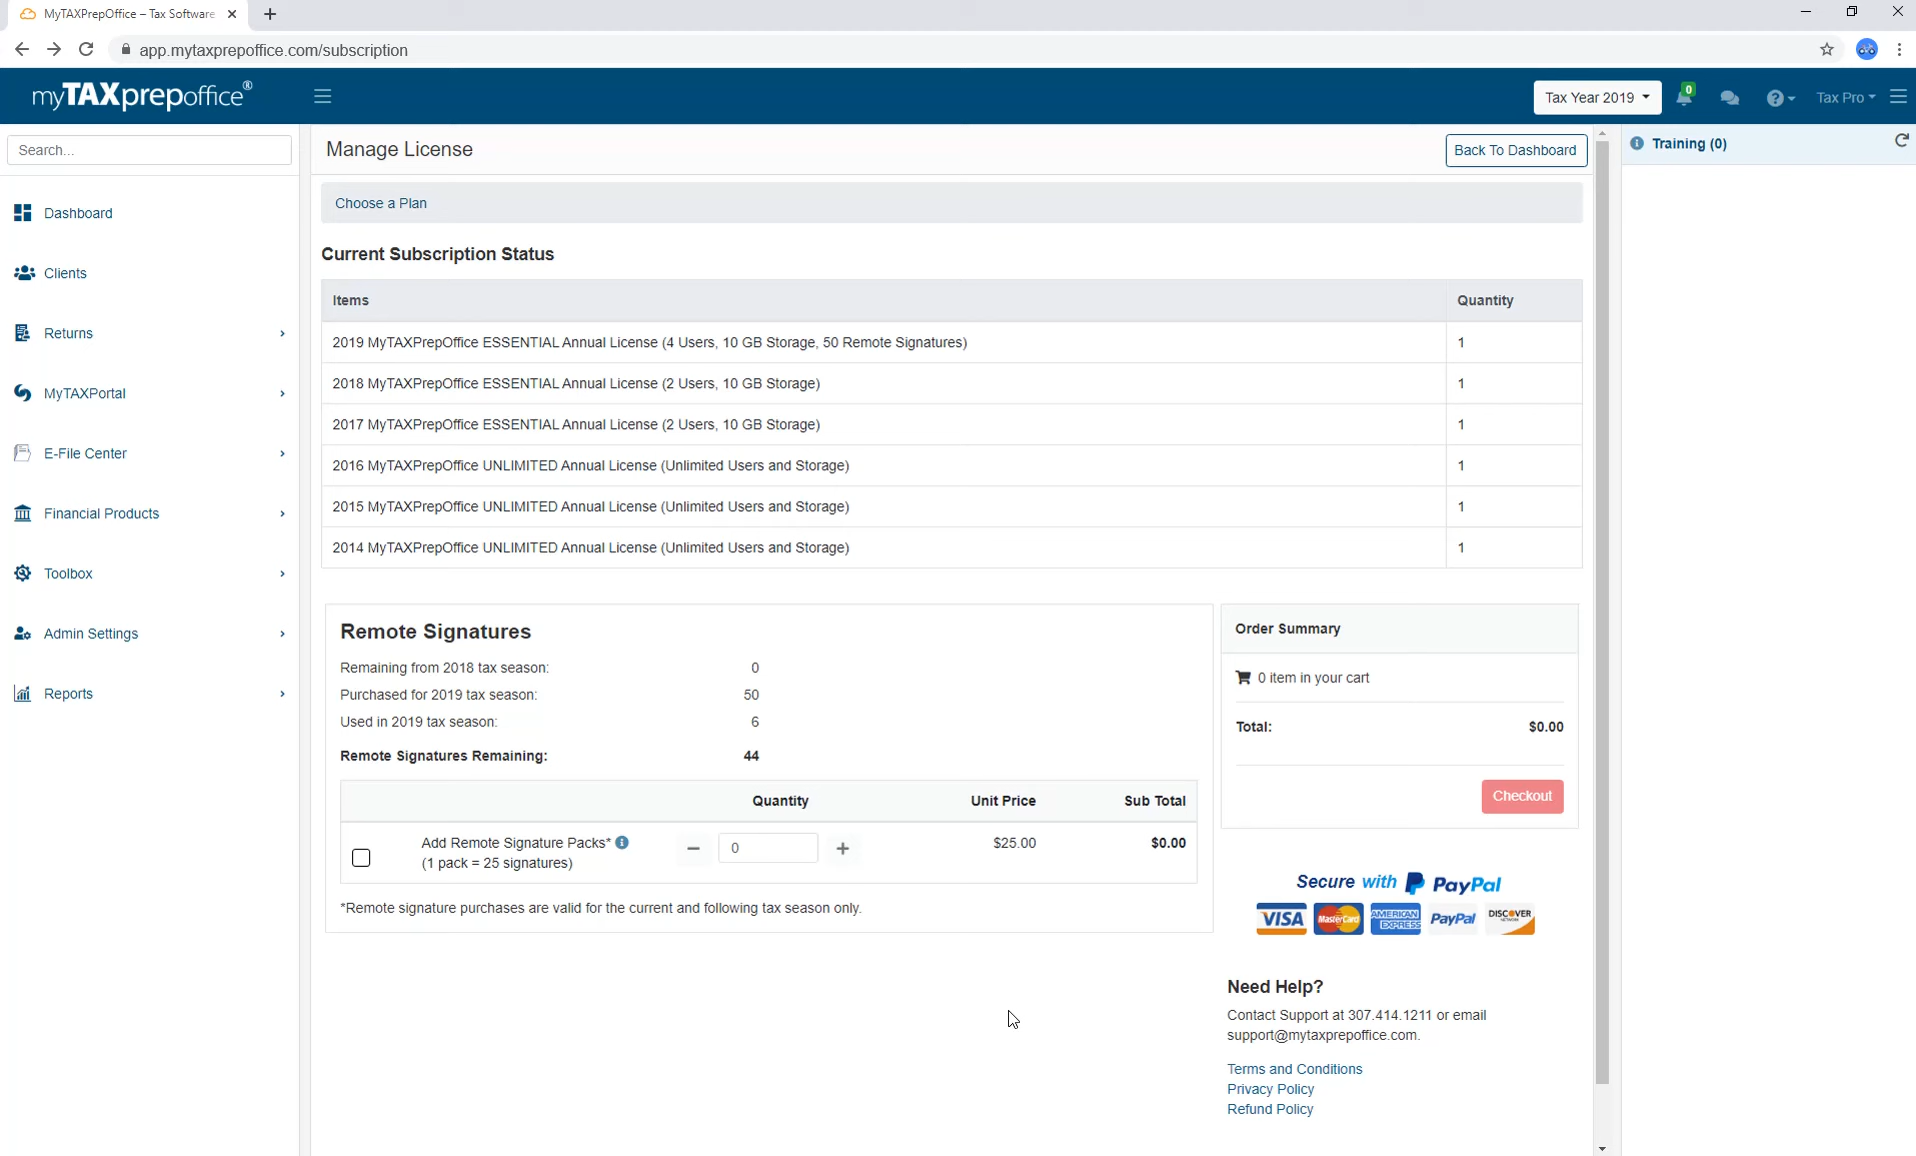 MyTAXPrepOffice – Tax Software
app.mytaxprepoffice.com/subscription
myTAXprepoffice®
Tax Year 2019
0
Tax Pro
Search...
Dashboard
Clients
Returns
MyTAXPortal
E-File Center
Financial Products
Toolbox
Admin Settings
Reports
Manage License
Back To Dashboard
Training (0)
Choose a Plan
Current Subscription Status
Items Quantity
2019 MyTAXPrepOffice ESSENTIAL Annual License (4 Users, 10 GB Storage, 50 Remote Signatures) 1
2018 MyTAXPrepOffice ESSENTIAL Annual License (2 Users, 10 GB Storage) 1
2017 MyTAXPrepOffice ESSENTIAL Annual License (2 Users, 10 GB Storage) 1
2016 MyTAXPrepOffice UNLIMITED Annual License (Unlimited Users and Storage) 1
2015 MyTAXPrepOffice UNLIMITED Annual License (Unlimited Users and Storage) 1
2014 MyTAXPrepOffice UNLIMITED Annual License (Unlimited Users and Storage) 1
Remote Signatures
Remaining from 2018 tax season: 0
Purchased for 2019 tax season: 50
Used in 2019 tax season: 6
Remote Signatures Remaining: 44
Quantity Unit Price Sub Total
Add Remote Signature Packs* 0 $25.00 $0.00
(1 pack = 25 signatures)
*Remote signature purchases are valid for the current and following tax season only.
Order Summary
0 item in your cart
Total: $0.00
Checkout
Secure with PayPal
VISA MasterCard AMERICAN EXPRESS PayPal DISCOVER NETWORK
Need Help?
Contact Support at 307.414.1211 or email
support@mytaxprepoffice.com.
Terms and Conditions
Privacy Policy
Refund Policy